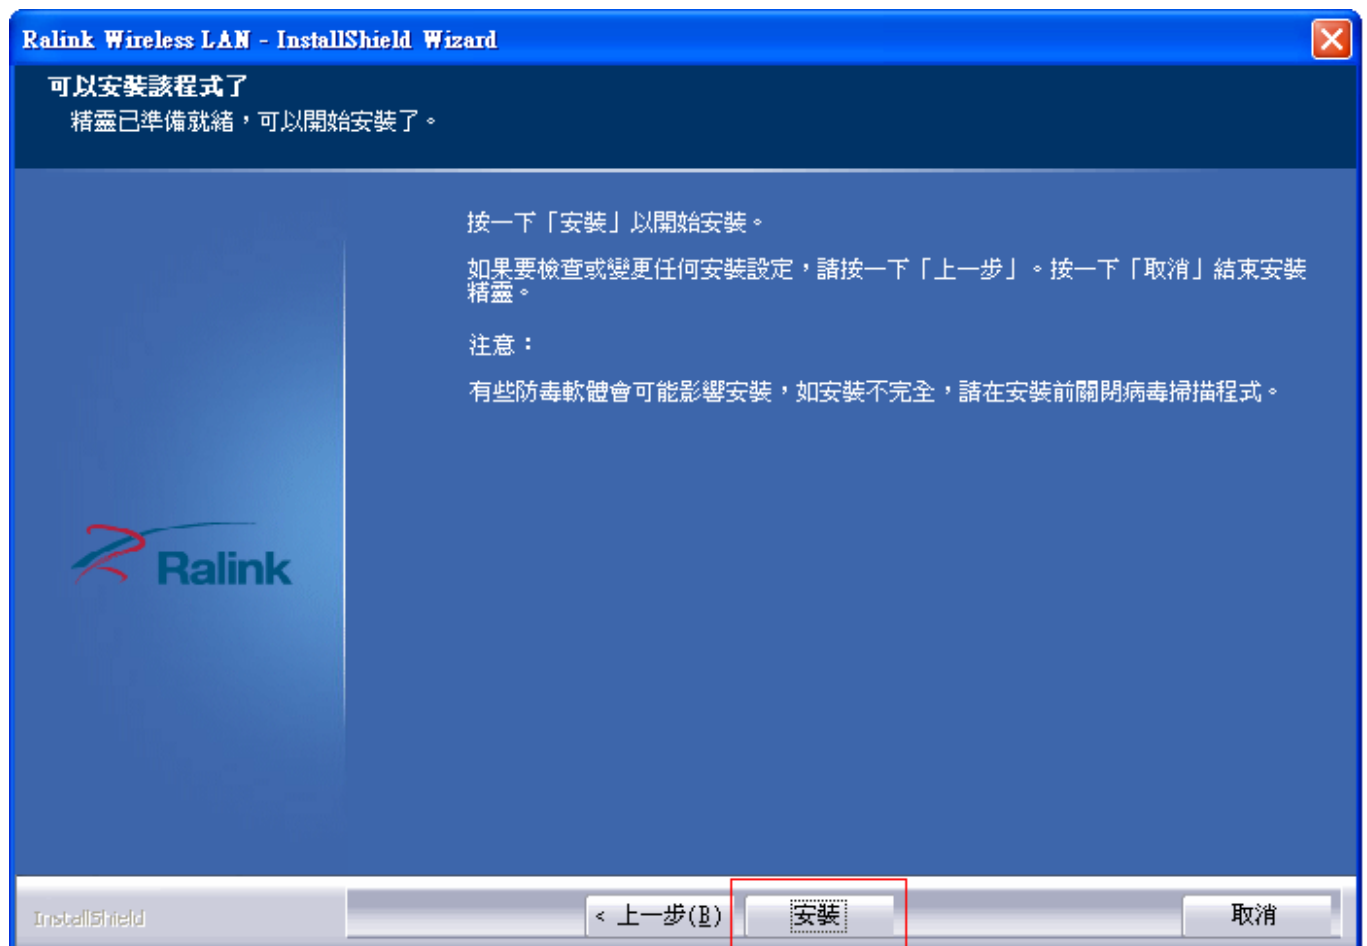 Ralink Wireless LAN - InstallShield Wizard
可以安裝該程式了
精靈已準備就緒，可以開始安裝了。
按一下「安裝」以開始安裝。
如果要檢查或變更任何安裝設定，請按一下「上一步」。按一下「取消」結束安裝
精靈。
注意：
有些防毒軟體會可能影響安裝，如安裝不完全，請在安裝前關閉病毒掃描程式。
Ralink
InstallShield
< 上一步(B)
安裝
取消